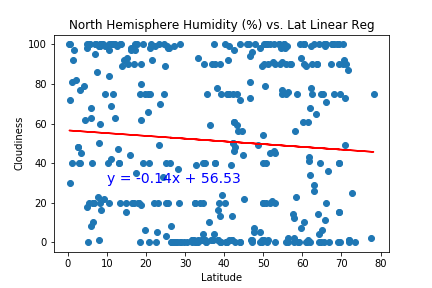 North Hemisphere Humidity (%) vs. Lat Linear Reg
100
80
60
40
20
0
Cloudiness
y = -0.14x + 56.53
0 10 20 30 40 50 60 70 80
Latitude